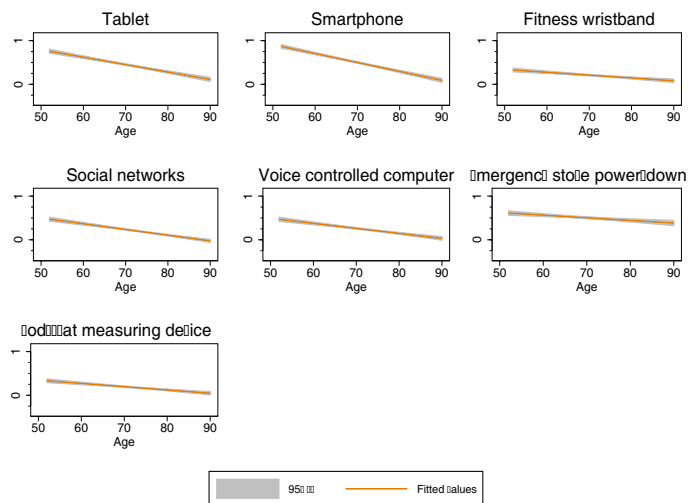 Tablet
Smartphone
Fitness wristband
1
0
50 60 70 80 90
Age
1
0
50 60 70 80 90
Age
1
0
50 60 70 80 90
Age
Social networks
Voice controlled computer
power down
1
0
50 60 70 80 90
Age
1
0
50 60 70 80 90
Age
1
0
50 60 70 80 90
Age
measuring
1
0
50 60 70 80 90
Age
Fitted